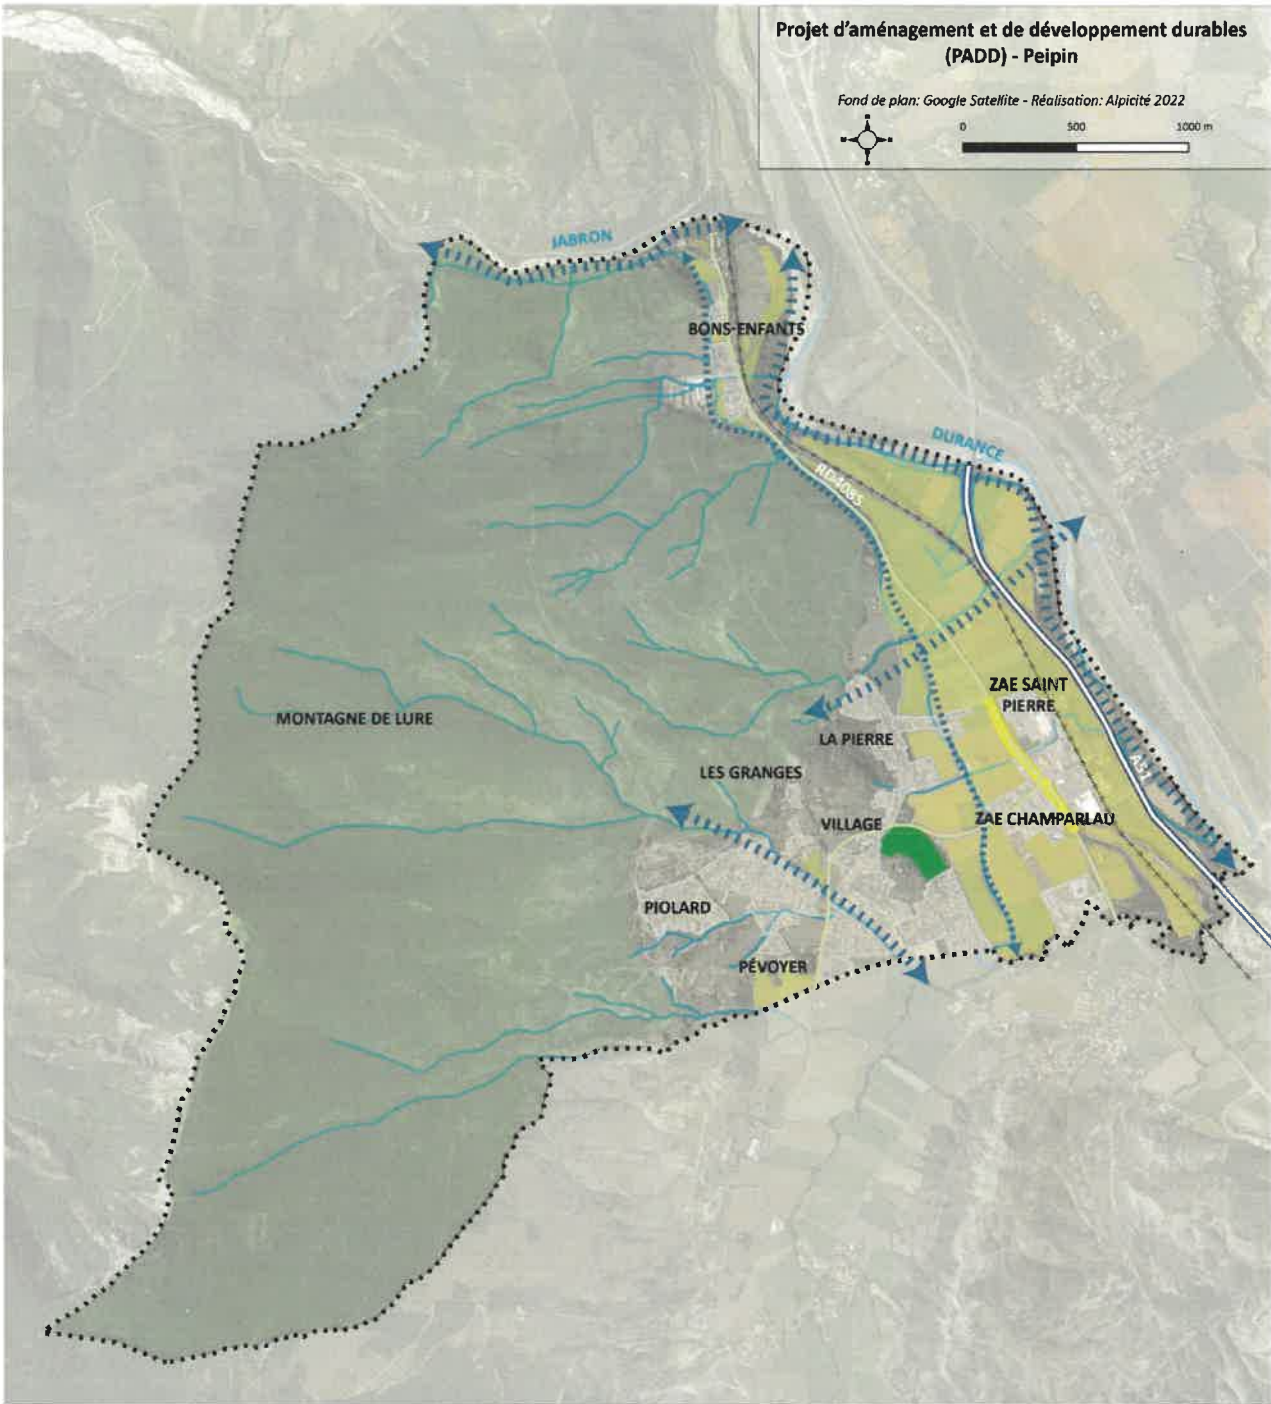 Projet d'aménagement et de développement durables
(PADD) - Peipin
Fond de plan: Google Satellite - Réalisation: Alpicité 2022
0 500 1000 m
JABRON
BONS-ENFANTS
DURANCE
RD4085
ZAE SAINT
PIERRE
MONTAGNE DE LURE
LA PIERRE
A51
LES GRANGES
VILLAGE
ZAE CHAMPARLAU
PIOLARD
PÉVOYER